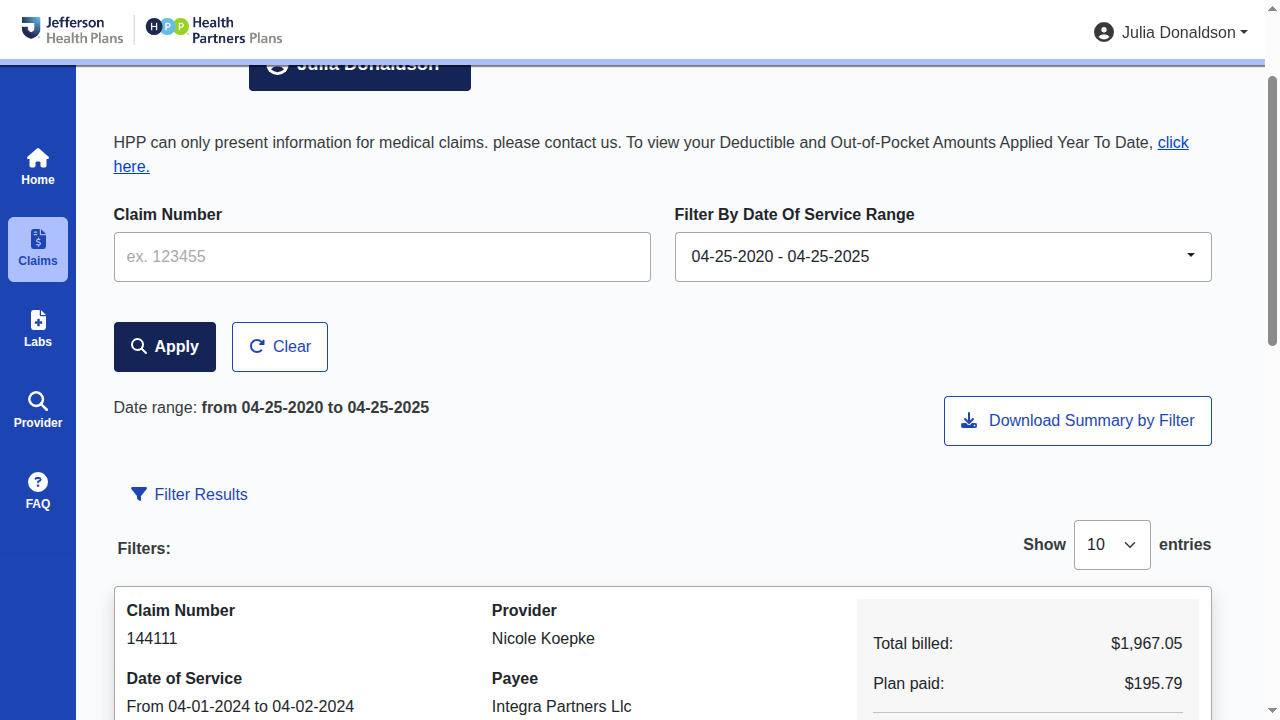 Jefferson
Health Plans
HPP
Health
Partners Plans
Julia Donaldson
Julia Donaldson
HPP can only present information for medical claims. please contact us. To view your Deductible and Out-of-Pocket Amounts Applied Year To Date, click
here.
Home
Claims
Labs
Provider
FAQ
Claim Number
ex. 123455
Filter By Date Of Service Range
04-25-2020 - 04-25-2025
Apply
Clear
Date range: from 04-25-2020 to 04-25-2025
Download Summary by Filter
Filter Results
Filters:
Show 10 entries
Claim Number
144111
Date of Service
From 04-01-2024 to 04-02-2024
Provider
Nicole Koepke
Payee
Integra Partners Llc
Total billed: $1,967.05
Plan paid: $195.79